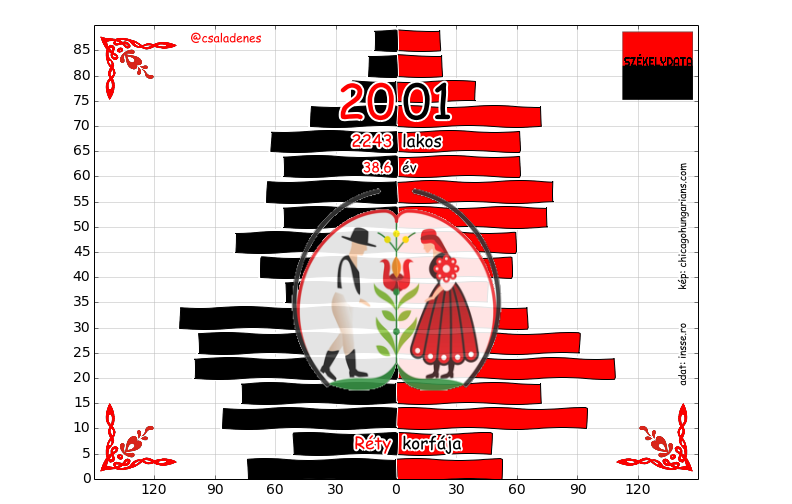 @csaladenes
SZÉKELYDATA
2001
2243 lakos
38.6 év
kép: chicagohungarians.com
adat: insse.ro
Réty korfája
85
80
75
70
65
60
55
50
45
40
35
30
25
20
15
10
5
0
120 90 60 30 0 30 60 90 120